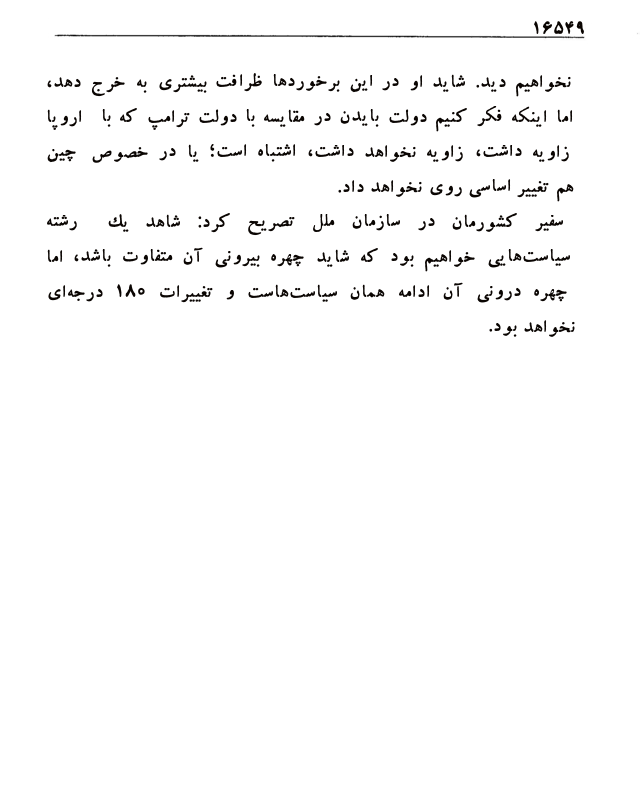 ۱۶۵۴۹
نخواهیم دید. شاید او در این برخوردها ظرافت بیشتری به خرج دهد،
اما اینکه فکر کنیم دولت بایدن در مقایسه با دولت ترامپ که با اروپا
زاویه داشت، زاویه نخواهد داشت، اشتباه است؛ یا در خصوص چین
هم تغییر اساسی روی نخواهد داد.
سفیر کشورمان در سازمان ملل تصریح کرد: شاهد یك رشته
سیاست‌هایی خواهیم بود که شاید چهره بیرونی آن متفاوت باشد، اما
چهره درونی آن ادامه همان سیاست‌هاست و تغییرات ۱۸۰ درجه‌ای
نخواهد بود.